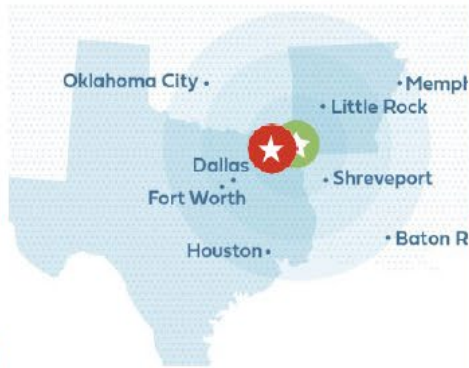 Oklahoma City
Memph
Little Rock
Dallas
Fort Worth
Shreveport
Baton R
Houston